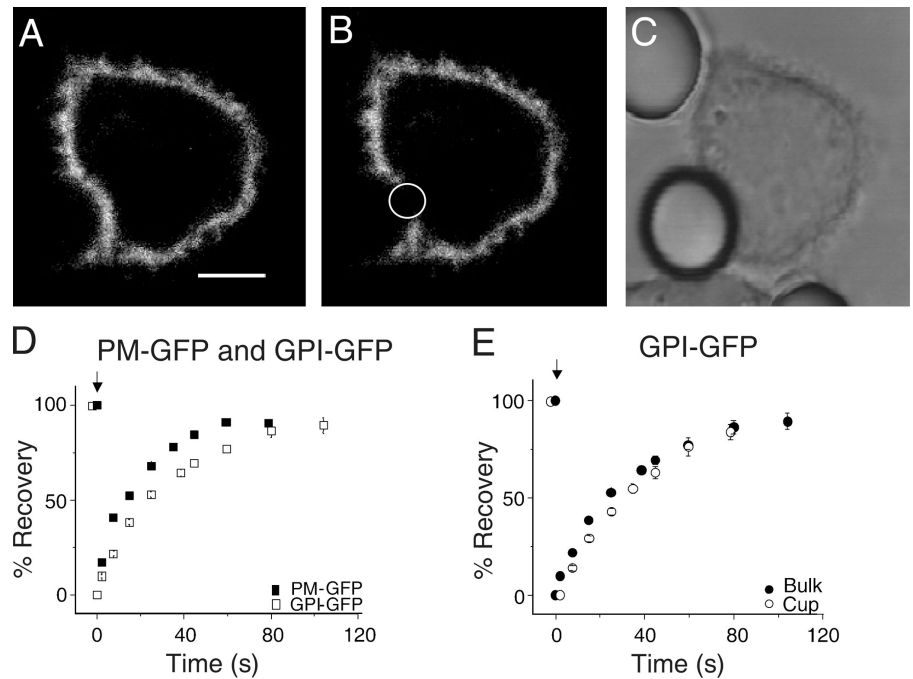 A
B
C
D
PM-GFP and GPI-GFP
100
50
0
% Recovery
PM-GFP
GPI-GFP
0 40 80 120
Time (s)
E
GPI-GFP
100
50
0
% Recovery
Bulk
Cup
0 40 80 120
Time (s)